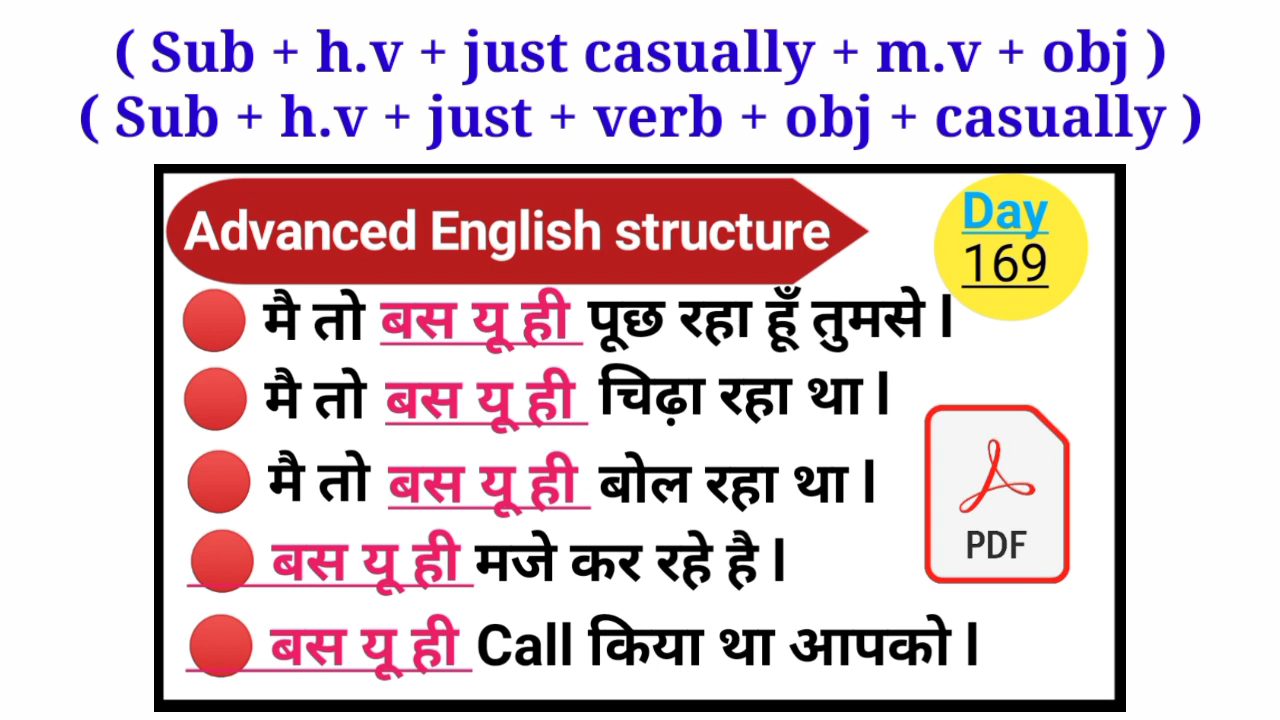 ( Sub + h.v + just casually + m.v + obj )
( Sub + h.v + just + verb + obj + casually )
Advanced English structure
Day
169
मै तो बस यू ही पूछ रहा हूँ तुमसे l
मै तो बस यू ही चिढ़ा रहा था l
मै तो बस यू ही बोल रहा था l
बस यू ही मजे कर रहे है l
बस यू ही Call किया था आपको l
PDF